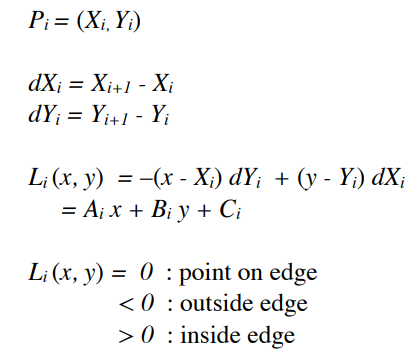 Pᵢ = (Xᵢ, Yᵢ)
dXᵢ = Xᵢ₊₁ - Xᵢ
dYᵢ = Yᵢ₊₁ - Yᵢ
Lᵢ (x, y) = –(x - Xᵢ) dYᵢ + (y - Yᵢ) dXᵢ
= Aᵢ x + Bᵢ y + Cᵢ
Lᵢ (x, y) = 0 : point on edge
< 0 : outside edge
> 0 : inside edge